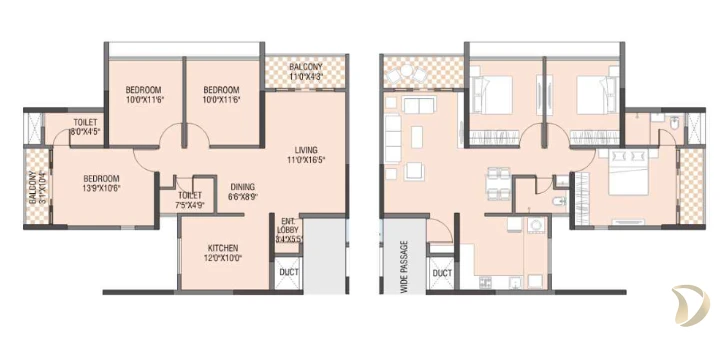 BALCONY
11'0"X4'3"
BEDROOM
10'0"X11'6"
BEDROOM
10'0"X11'6"
TOILET
8'0"X4'5"
LIVING
11'0"X16'5"
BEDROOM
13'9"X10'6"
BALCONY
3'1"X10'4"
DINING
6'6"X8'9"
TOILET
7'5"X4'9"
ENT.
LOBBY
3'4"X5'5"
KITCHEN
12'0"X10'0"
DUCT
WIDE PASSAGE
DUCT